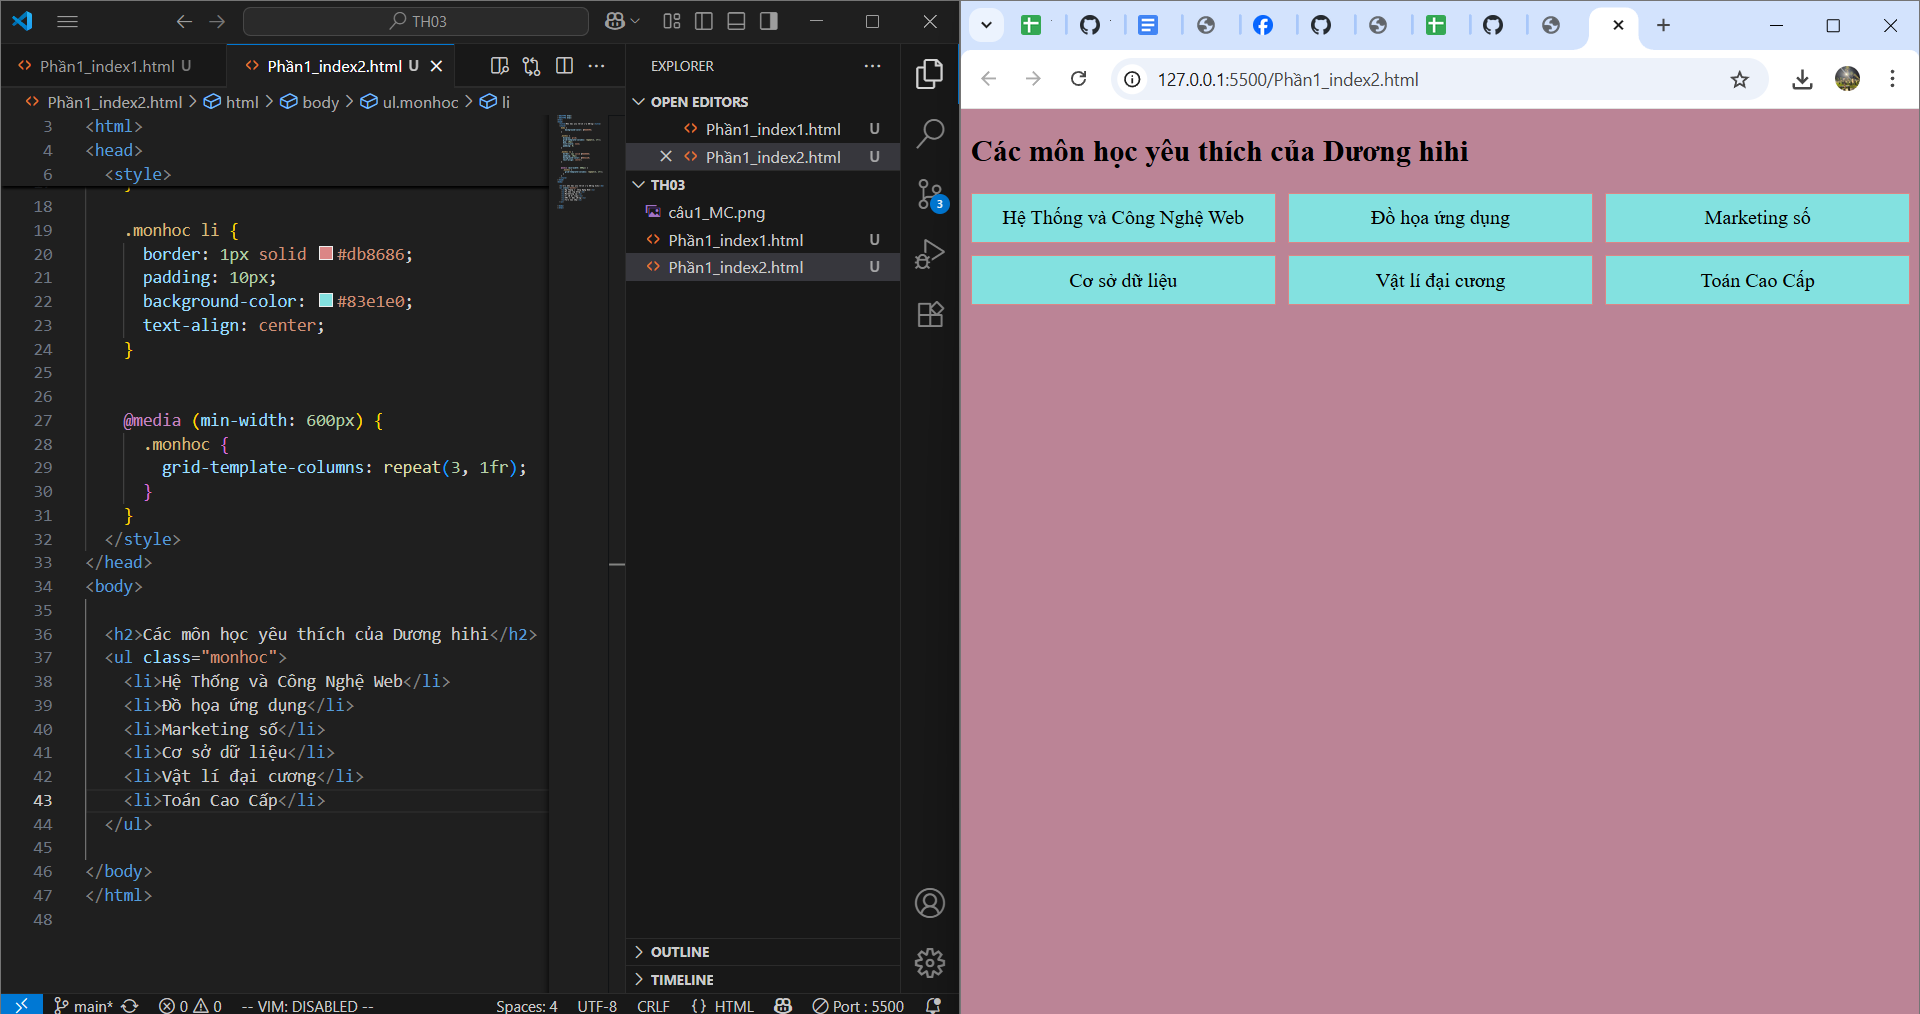 TH03
Phần1_index1.html U
Phần1_index2.html U
Phần1_index2.html > html > body > ul.monhoc > li
3 <html>
4 <head>
6 <style>
18
19 .monhoc li {
20 border: 1px solid #db8686;
21 padding: 10px;
22 background-color: #83e1e0;
23 text-align: center;
24 }
25
26
27 @media (min-width: 600px) {
28 .monhoc {
29 grid-template-columns: repeat(3, 1fr);
30 }
31 }
32 </style>
33 </head>
34 <body>
35
36 <h2>Các môn học yêu thích của Dương hihi</h2>
37 <ul class="monhoc">
38 <li>Hệ Thống và Công Nghệ Web</li>
39 <li>Đồ họa ứng dụng</li>
40 <li>Marketing số</li>
41 <li>Cơ sở dữ liệu</li>
42 <li>Vật lí đại cương</li>
43 <li>Toán Cao Cấp</li>
44 </ul>
45
46 </body>
47 </html>
48
EXPLORER
OPEN EDITORS
Phần1_index1.html U
Phần1_index2.html U
TH03
câu1_MC.png
Phần1_index1.html U
Phần1_index2.html U
OUTLINE
TIMELINE
3
main* 0 0 -- VIM: DISABLED -- Spaces: 4 UTF-8 CRLF {} HTML Port : 5500
127.0.0.1:5500/Phần1_index2.html
Các môn học yêu thích của Dương hihi
Hệ Thống và Công Nghệ Web
Đồ họa ứng dụng
Marketing số
Cơ sở dữ liệu
Vật lí đại cương
Toán Cao Cấp